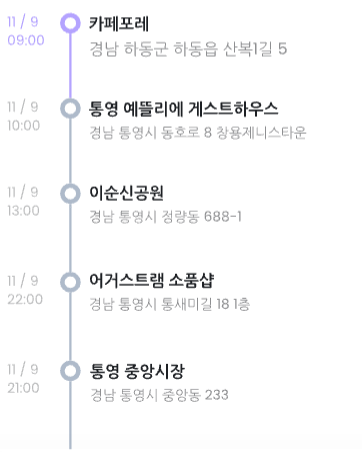 11 / 9
09:00
카페포레
경남 하동군 하동읍 산복1길 5
11 / 9
10:00
통영 예뜰리에 게스트하우스
경남 통영시 동호로 8 창용제니스타운
11 / 9
13:00
이순신공원
경남 통영시 정량동 688-1
11 / 9
22:00
어거스트램 소품샵
경남 통영시 통새미길 18 1층
11 / 9
21:00
통영 중앙시장
경남 통영시 중앙동 233